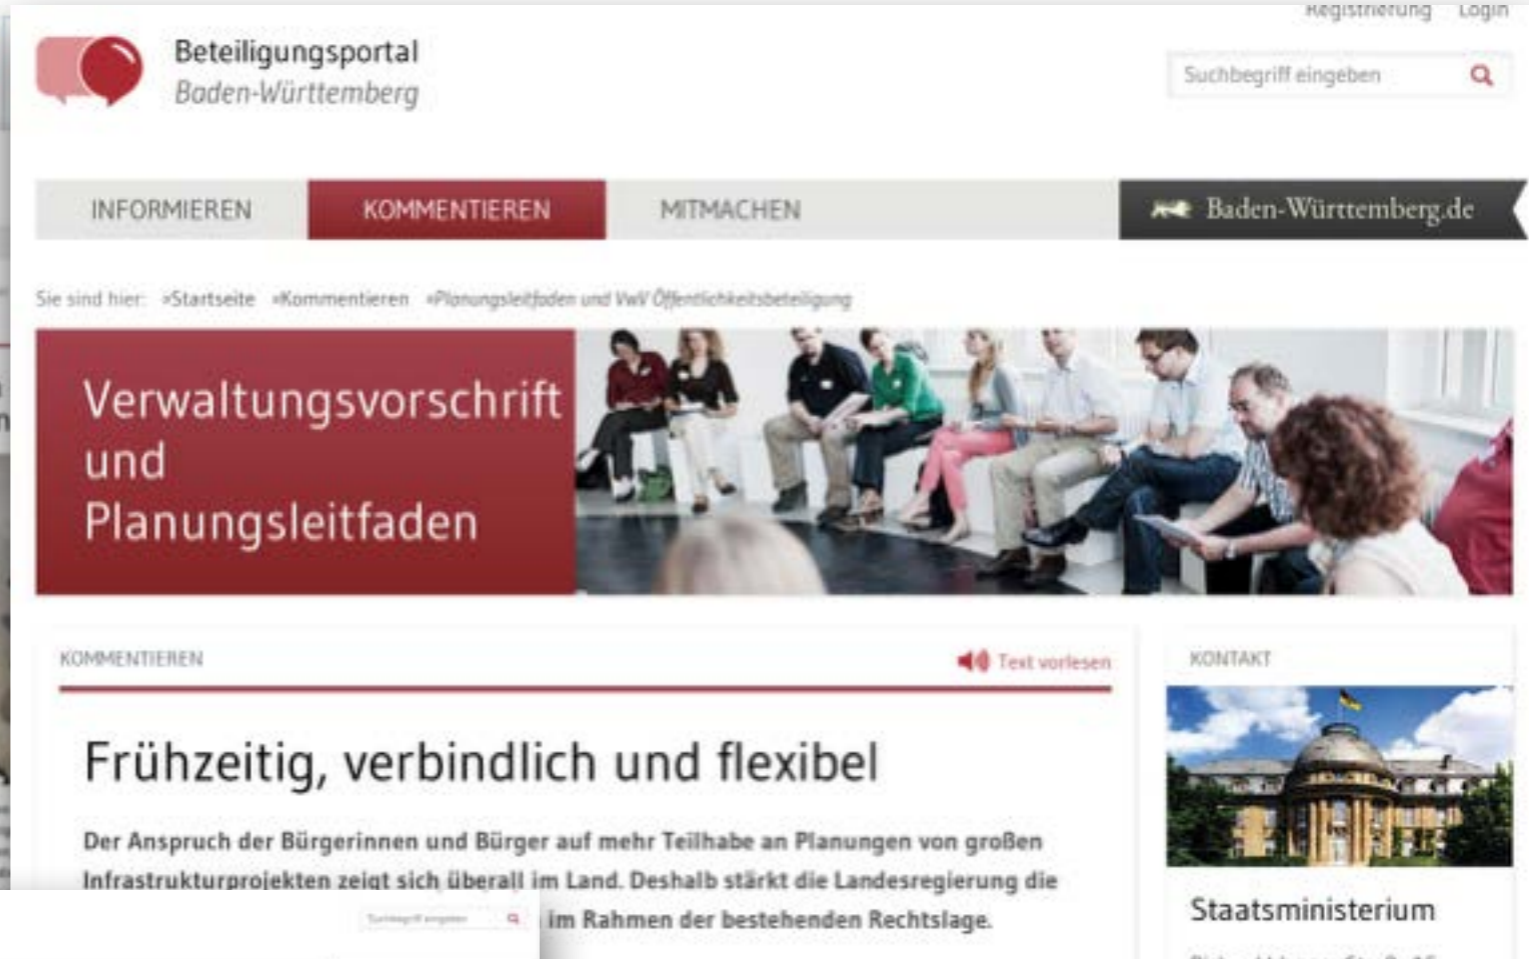 Registrierung Login
Beteiligungsportal
Baden-Württemberg
Suchbegriff eingeben
INFORMIEREN KOMMENTIEREN MITMACHEN Baden-Württemberg.de
Sie sind hier: »Startseite »Kommentieren »Planungsleitfaden und VwV Öffentlichkeitsbeteiligung
Verwaltungsvorschrift
und
Planungsleitfaden
KOMMENTIEREN Text vorlesen
KONTAKT
Frühzeitig, verbindlich und flexibel
Der Anspruch der Bürgerinnen und Bürger auf mehr Teilhabe an Planungen von großen
Infrastrukturprojekten zeigt sich überall im Land. Deshalb stärkt die Landesregierung die
im Rahmen der bestehenden Rechtslage.
Staatsministerium
Suchbegriff eingeben